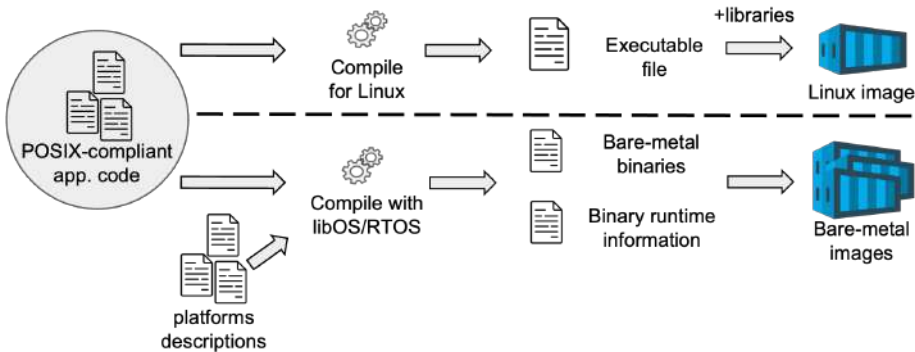 POSIX-compliant
app. code
Compile
for Linux
Executable
file
+libraries
Linux image
Compile with
libOS/RTOS
platforms
descriptions
Bare-metal
binaries
Binary runtime
information
Bare-metal
images